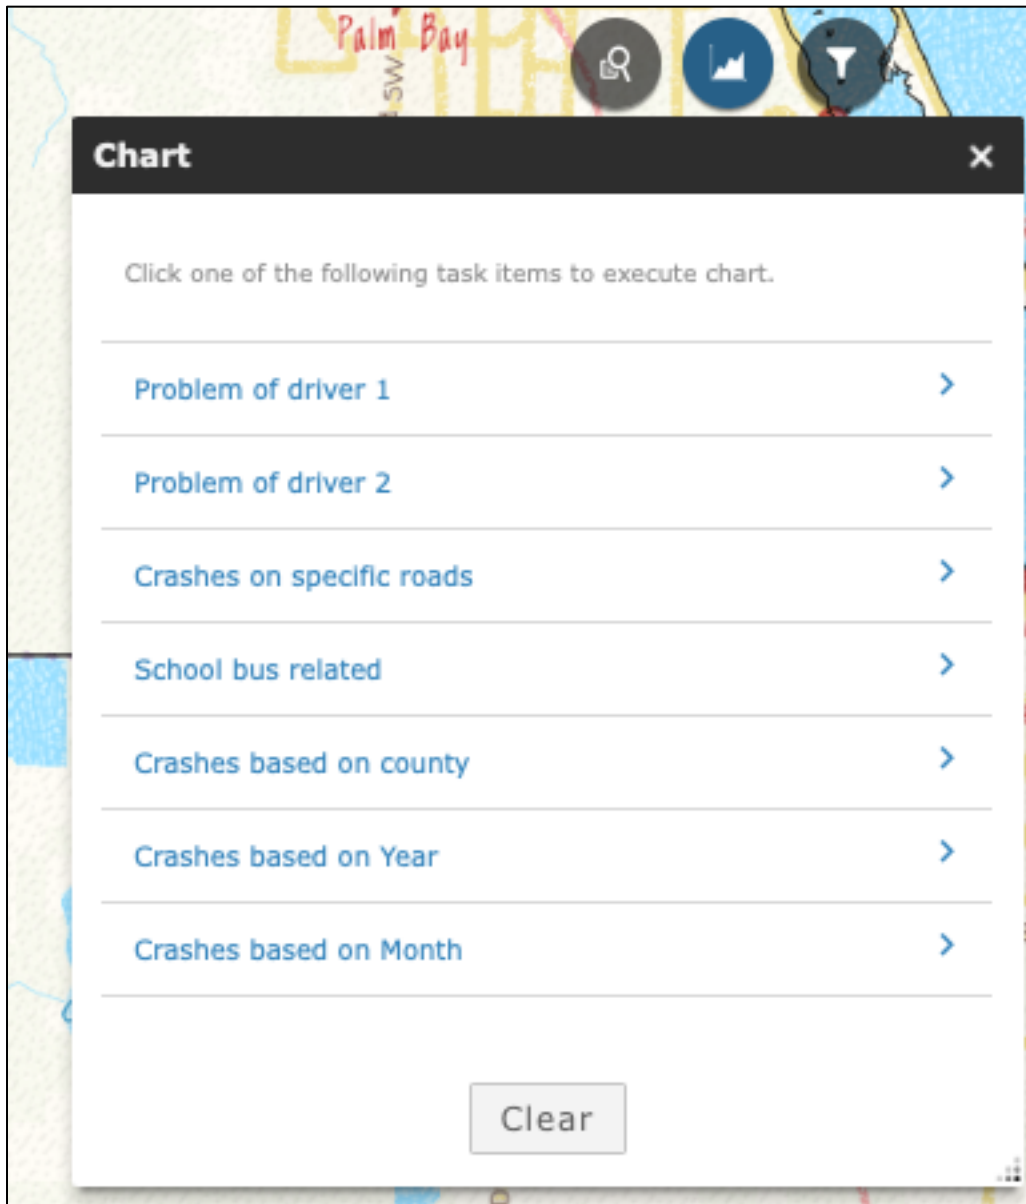 Palm Bay
SW
Chart
Click one of the following task items to execute chart.
Problem of driver 1
Problem of driver 2
Crashes on specific roads
School bus related
Crashes based on county
Crashes based on Year
Crashes based on Month
Clear